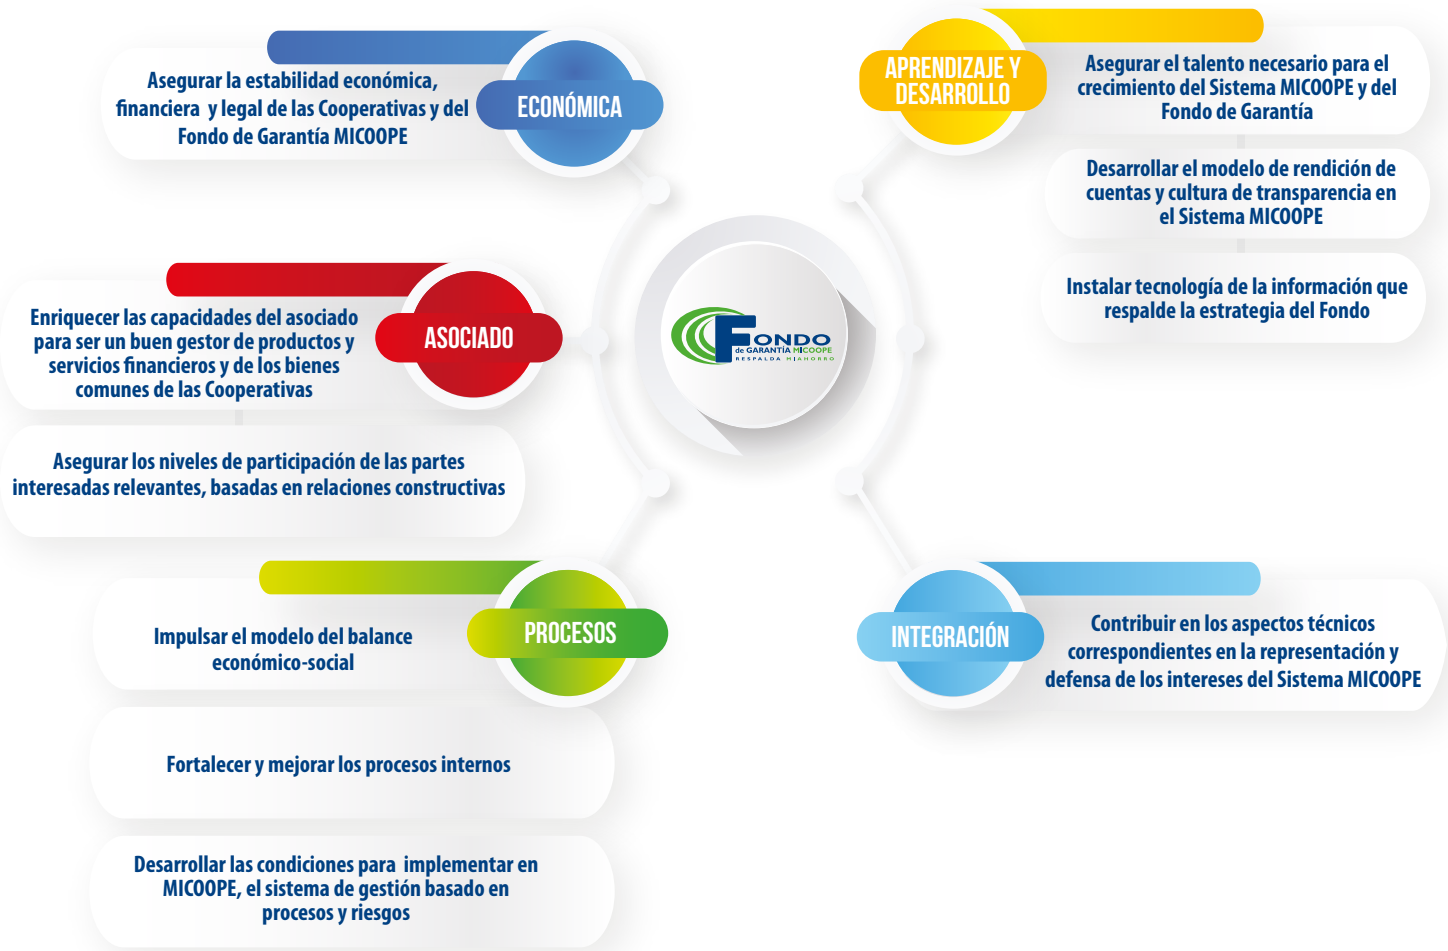 ECONÓMICA
Asegurar la estabilidad económica,
financiera y legal de las Cooperativas y del
Fondo de Garantía MICOOPE
ASOCIADO
Enriquecer las capacidades del asociado
para ser un buen gestor de productos y
servicios financieros y de los bienes
comunes de las Cooperativas
Asegurar los niveles de participación de las partes
interesadas relevantes, basadas en relaciones constructivas
PROCESOS
Impulsar el modelo del balance
económico-social
Fortalecer y mejorar los procesos internos
Desarrollar las condiciones para implementar en
MICOOPE, el sistema de gestión basado en
procesos y riesgos
FONDO
de GARANTÍA MICOOPE
RESPALDA MI AHORRO
APRENDIZAJE Y
DESARROLLO
Asegurar el talento necesario para el
crecimiento del Sistema MICOOPE y del
Fondo de Garantía
Desarrollar el modelo de rendición de
cuentas y cultura de transparencia en
el Sistema MICOOPE
Instalar tecnología de la información que
respalde la estrategia del Fondo
INTEGRACIÓN
Contribuir en los aspectos técnicos
correspondientes en la representación y
defensa de los intereses del Sistema MICOOPE